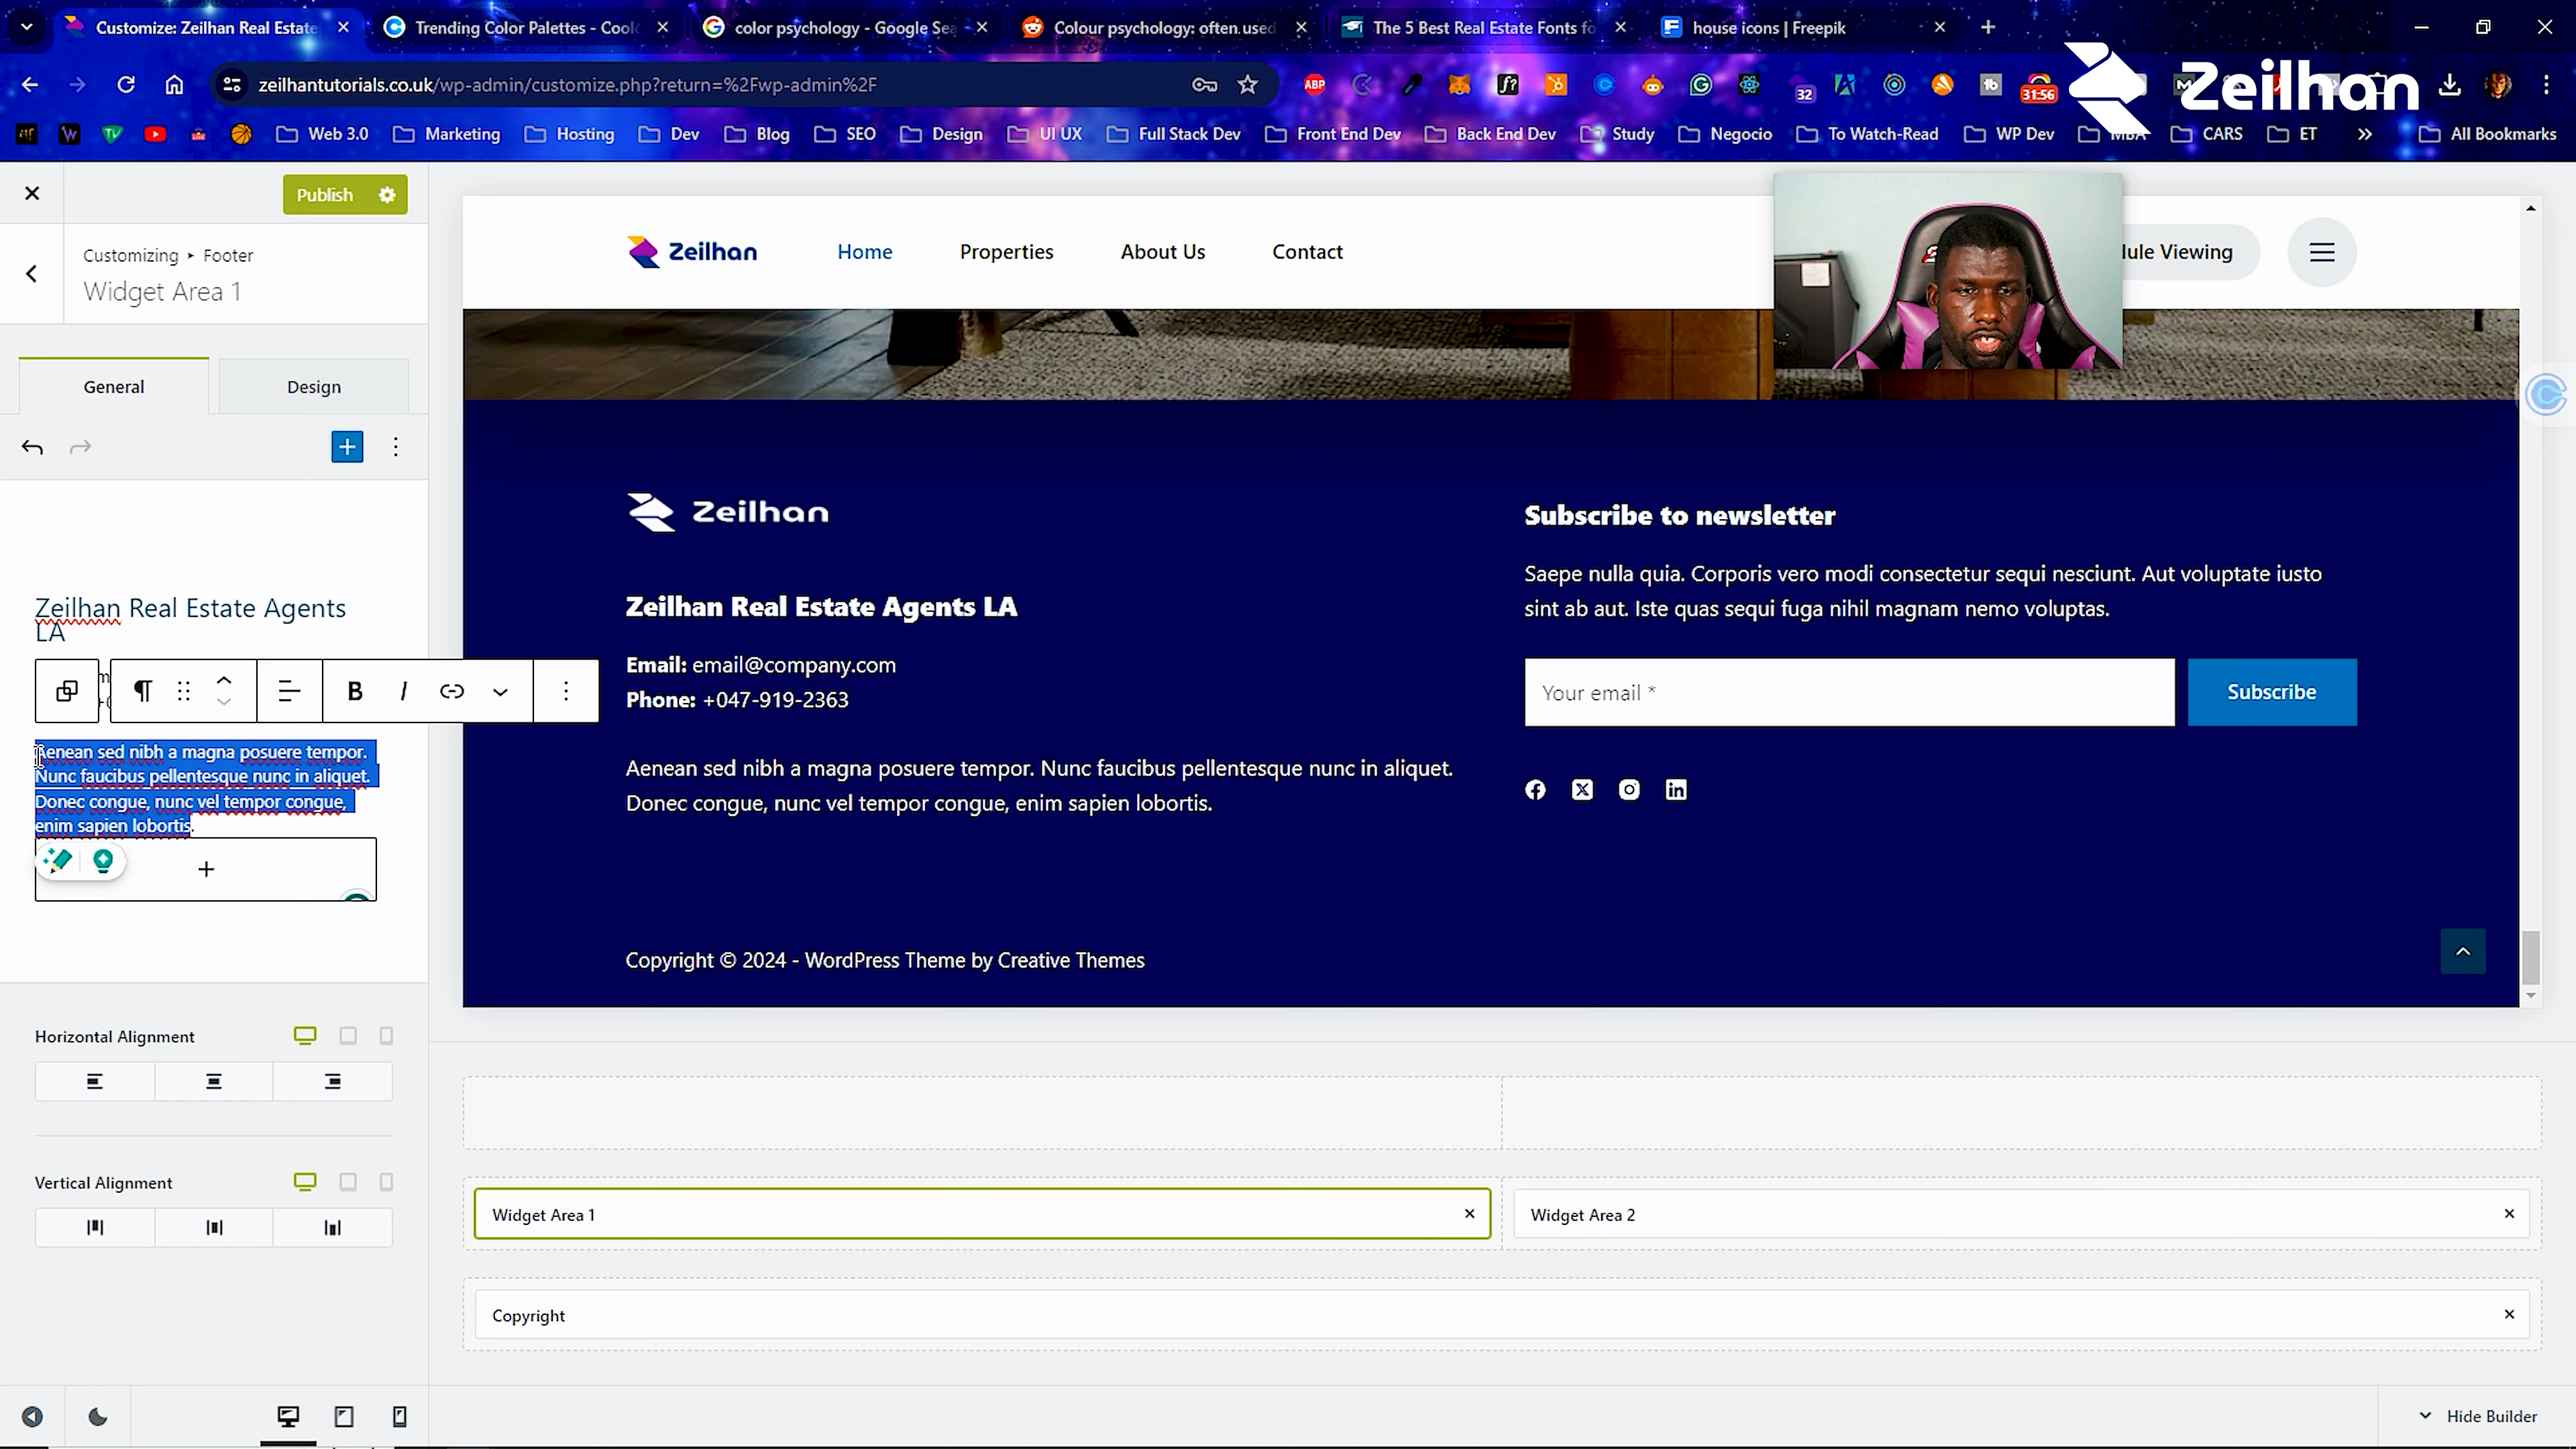 Customize: Zeilhan Real Estate
Trending Color Palettes - Cool
color psychology - Google Sea
Colour psychology: often used
The 5 Best Real Estate Fonts fo
house icons | Freepik
zeilhantutorials.co.uk/wp-admin/customize.php?return=%2Fwp-admin%2F
ABP
f?
32
31:56
Zeilhan
Web 3.0
Marketing
Hosting
Dev
Blog
SEO
Design
UI UX
Full Stack Dev
Front End Dev
Back End Dev
Study
Negocio
To Watch-Read
WP Dev
MBA
CARS
ET
All Bookmarks
Publish
Customizing ▸ Footer
Widget Area 1
General
Design
Zeilhan Real Estate Agents
LA
Aenean sed nibh a magna posuere tempor.
Nunc faucibus pellentesque nunc in aliquet.
Donec congue, nunc vel tempor congue,
enim sapien lobortis.
Horizontal Alignment
Vertical Alignment
Zeilhan
Home
Properties
About Us
Contact
ule Viewing
Zeilhan
Zeilhan Real Estate Agents LA
Email: email@company.com
Phone: +047-919-2363
Aenean sed nibh a magna posuere tempor. Nunc faucibus pellentesque nunc in aliquet.
Donec congue, nunc vel tempor congue, enim sapien lobortis.
Subscribe to newsletter
Saepe nulla quia. Corporis vero modi consectetur sequi nesciunt. Aut voluptate iusto
sint ab aut. Iste quas sequi fuga nihil magnam nemo voluptas.
Your email *
Subscribe
Copyright © 2024 - WordPress Theme by Creative Themes
Widget Area 1
Widget Area 2
Copyright
Hide Builder